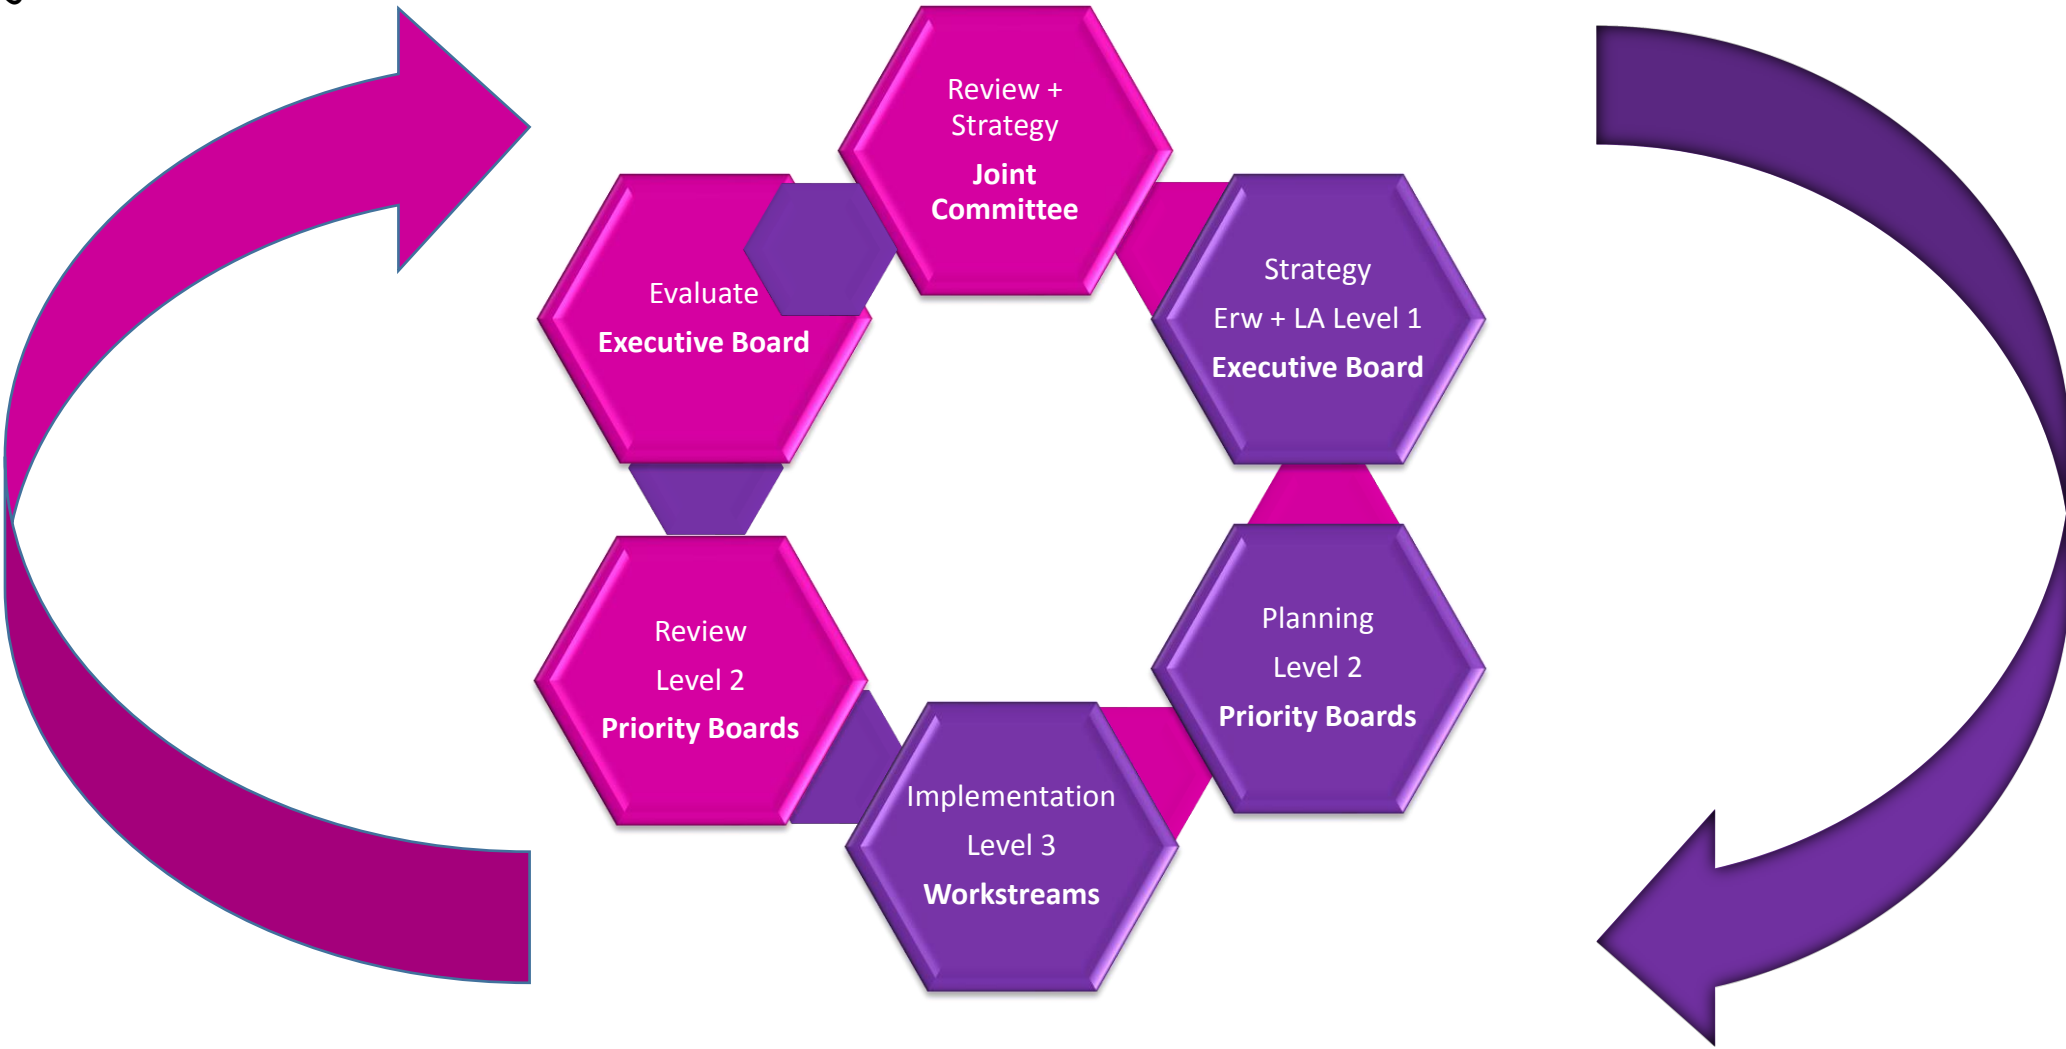 Review +
Strategy
Joint
Committee
Strategy
Erw + LA Level 1
Executive Board
Planning
Level 2
Priority Boards
Implementation
Level 3
Workstreams
Review
Level 2
Priority Boards
Evaluate
Executive Board